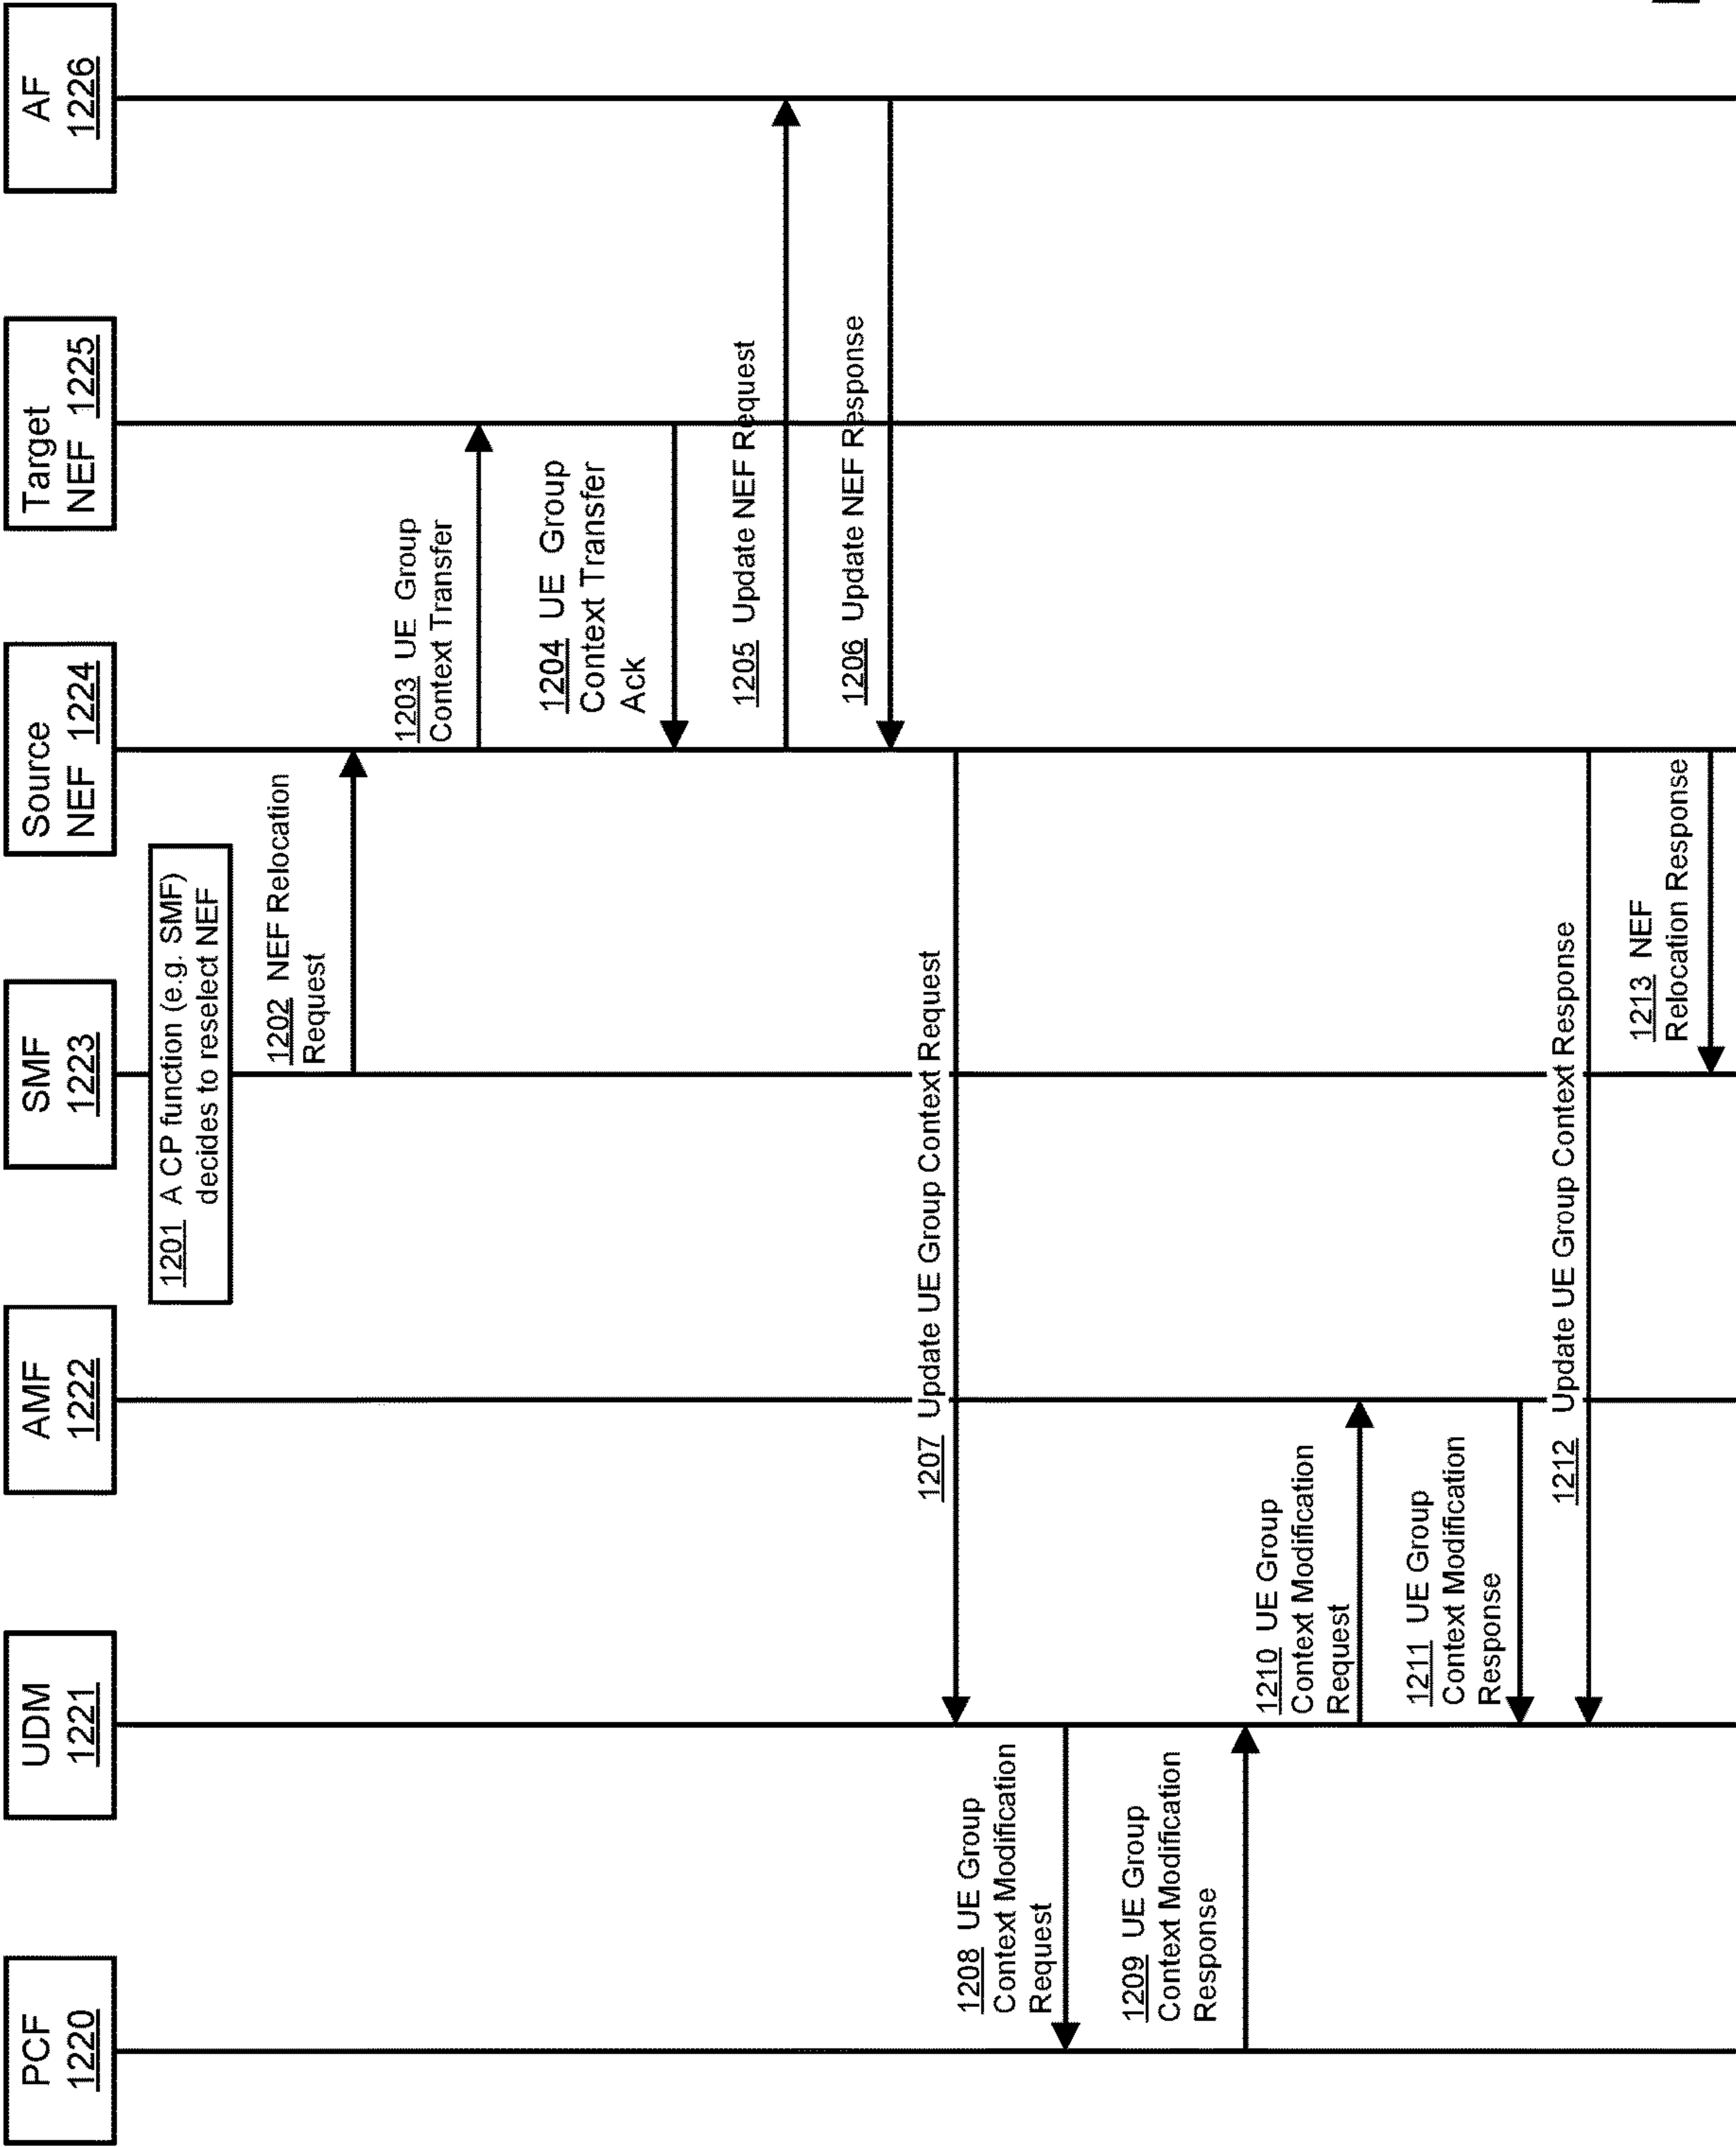 PCF
1220
UDM
1221
AMF
1222
SMF
1223
Source
NEF 1224
Target
NEF 1225
AF
1226
1201 A CP function (e.g. SMF)
decides to reselect NEF
1202 NEF Relocation
Request
1203 UE Group
Context Transfer
1204 UE Group
Context Transfer
Ack
1205 Update NEF Request
1206 Update NEF Response
1207 Update UE Group Context Request
1208 UE Group
Context Modification
Request
1209 UE Group
Context Modification
Response
1210 UE Group
Context Modification
Request
1211 UE Group
Context Modification
Response
1212 Update UE Group Context Response
1213 NEF
Relocation Response